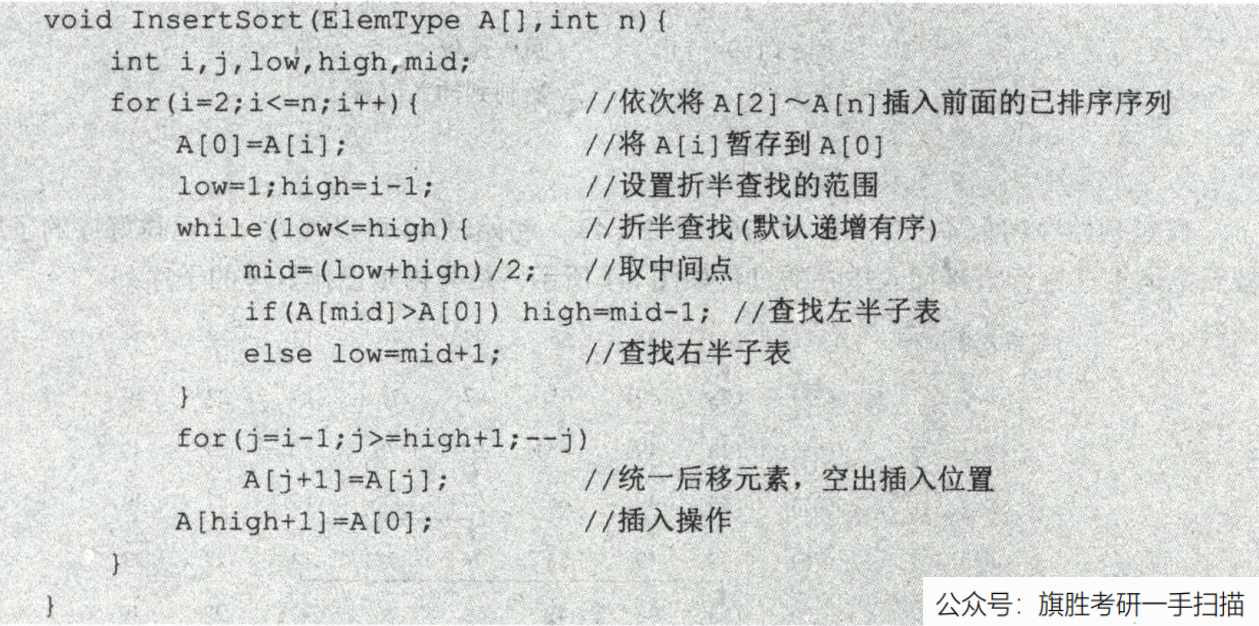 void InsertSort(ElemType A[],int n){
int i,j,low,high,mid;
for(i=2;i<=n;i++){ //依次将A[2]～A[n]插入前面的已排序序列
A[0]=A[i]; //将A[i]暂存到A[0]
low=1;high=i-1; //设置折半查找的范围
while(low<=high){ //折半查找(默认递增有序)
mid=(low+high)/2; //取中间点
if(A[mid]>A[0]) high=mid-1; //查找左半子表
else low=mid+1; //查找右半子表
}
for(j=i-1;j>=high+1;--j)
A[j+1]=A[j]; //统一后移元素，空出插入位置
A[high+1]=A[0]; //插入操作
}
}
公众号：旗胜考研一手扫描